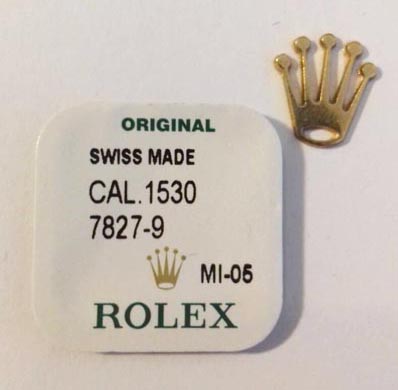 ORIGINAL
SWISS MADE
CAL.1530
7827-9
MI-05
ROLEX